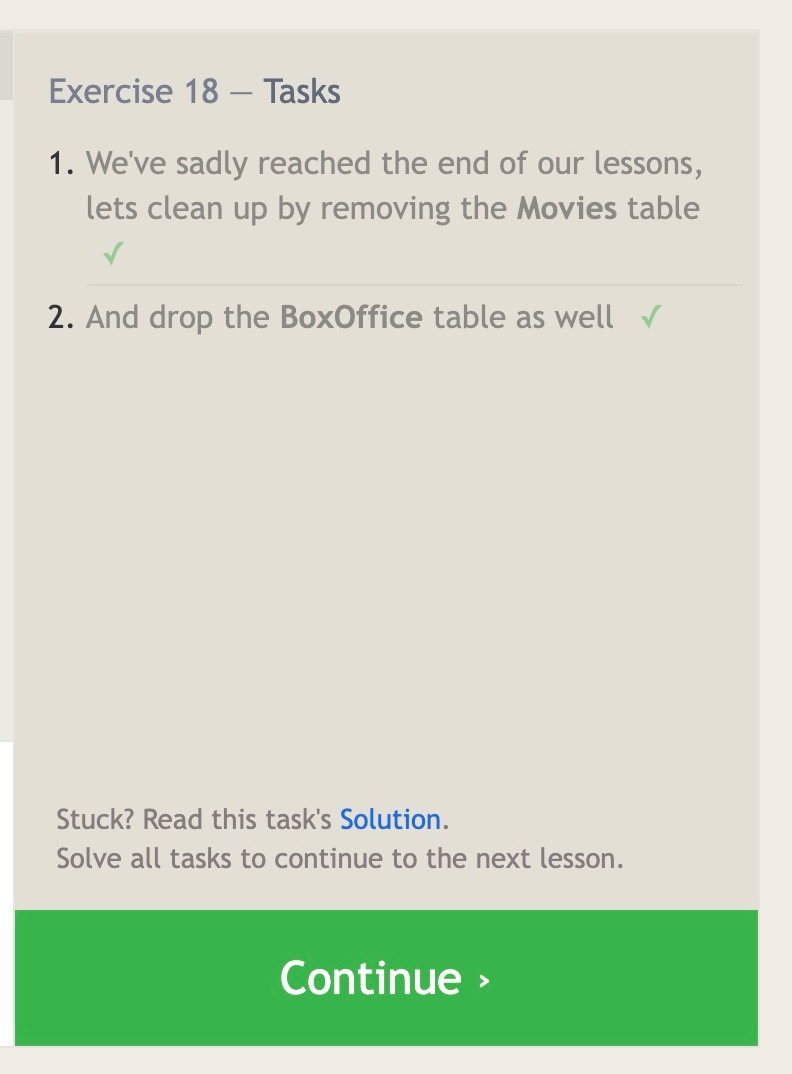 Exercise 18 — Tasks
1. We've sadly reached the end of our lessons,
lets clean up by removing the Movies table
✓
2. And drop the BoxOffice table as well ✓
Stuck? Read this task's Solution.
Solve all tasks to continue to the next lesson.
Continue ›